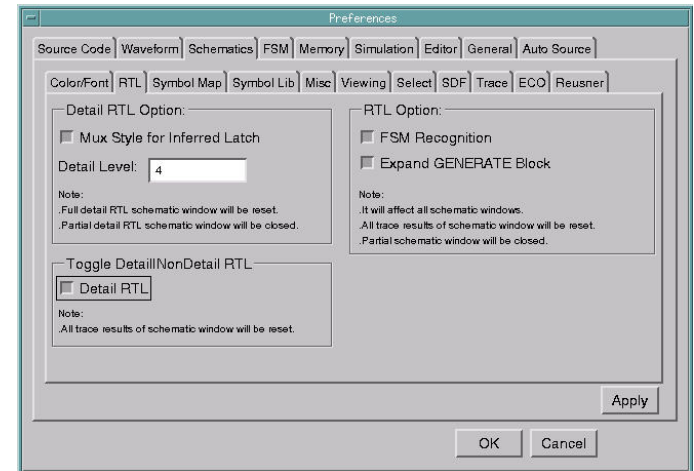 Preferences
Source Code Waveform Schematics FSM Memory Simulation Editor General Auto Source
Color/Font RTL Symbol Map Symbol Lib Misc Viewing Select SDF Trace ECO Reusner
Detail RTL Option:
Mux Style for Inferred Latch
Detail Level: 4
Note:
.Full detail RTL schematic window will be reset.
.Partial detail RTL schematic window will be closed.
Toggle Detail|NonDetail RTL
Detail RTL
Note:
.All trace results of schematic window will be reset.
RTL Option:
FSM Recognition
Expand GENERATE Block
Note:
.It will affect all schematic windows.
.All trace results of schematic window will be reset.
.Partial schematic window will be closed.
Apply
OK Cancel